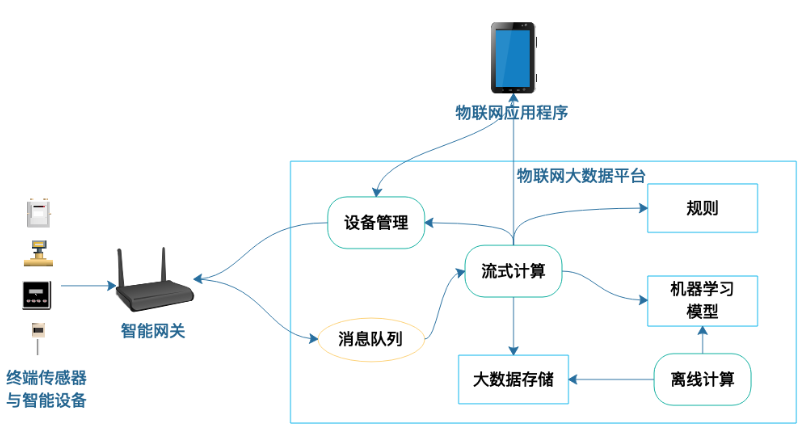 物联网应用程序
物联网大数据平台
设备管理
规则
流式计算
机器学习
模型
智能网关
消息队列
终端传感器
与智能设备
大数据存储
离线计算